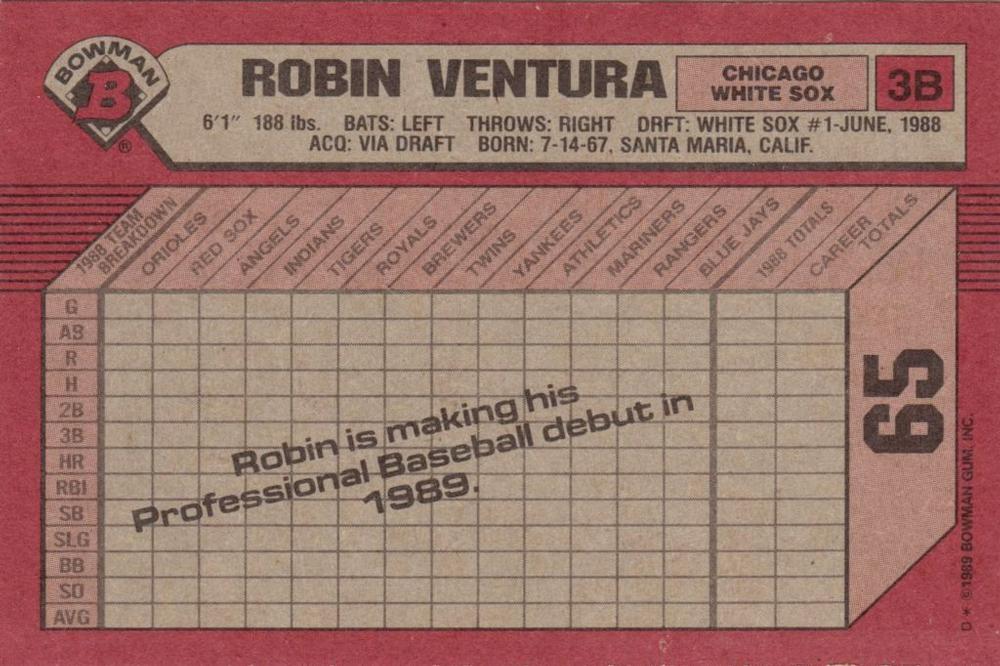 BOWMAN
B
®
ROBIN VENTURA
CHICAGO
WHITE SOX
3B
6'1" 188 lbs. BATS: LEFT THROWS: RIGHT DRFT: WHITE SOX #1-JUNE, 1988
ACQ: VIA DRAFT BORN: 7-14-67, SANTA MARIA, CALIF.
1988 TEAM
BREAKDOWN
ORIOLES
RED SOX
ANGELS
INDIANS
TIGERS
ROYALS
BREWERS
TWINS
YANKEES
ATHLETICS
MARINERS
RANGERS
BLUE JAYS
1988 TOTALS
CAREER
TOTALS
G
AB
R
H
2B
3B
HR
RBI
SB
SLG
BB
SO
AVG
Robin is making his
Professional Baseball debut in
1989.
65
D * ©1989 BOWMAN GUM, INC.